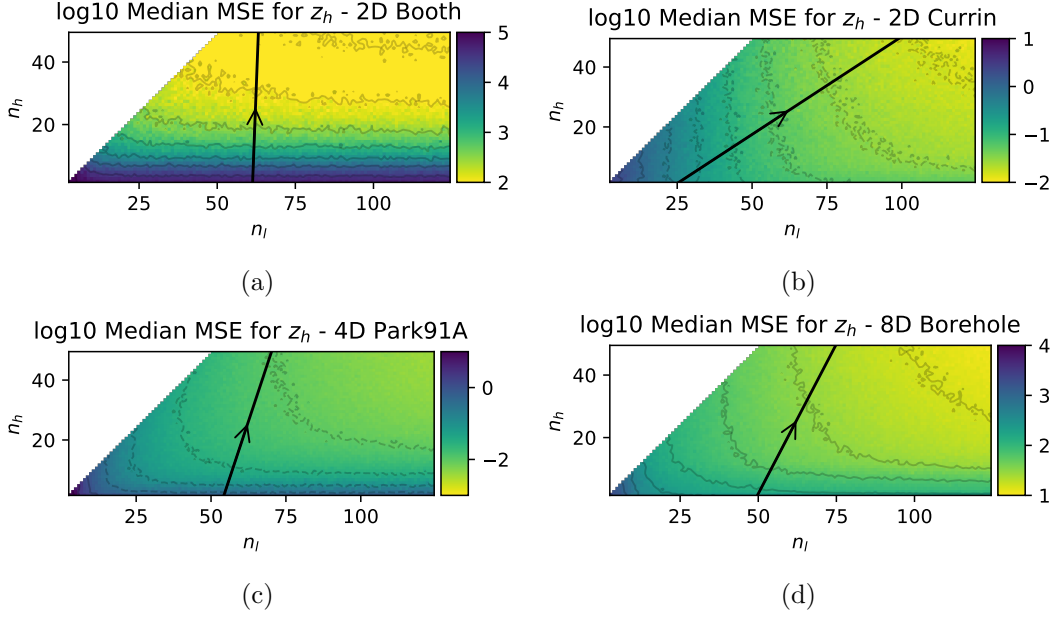 log10 Median MSE for z_h - 2D Booth
n_h
40
20
25 50 75 100
n_l
5
4
3
2
(a)
log10 Median MSE for z_h - 2D Currin
n_h
40
20
25 50 75 100
n_l
1
0
−1
−2
(b)
log10 Median MSE for z_h - 4D Park91A
n_h
40
20
25 50 75 100
n_l
0
−2
(c)
log10 Median MSE for z_h - 8D Borehole
n_h
40
20
25 50 75 100
n_l
4
3
2
1
(d)